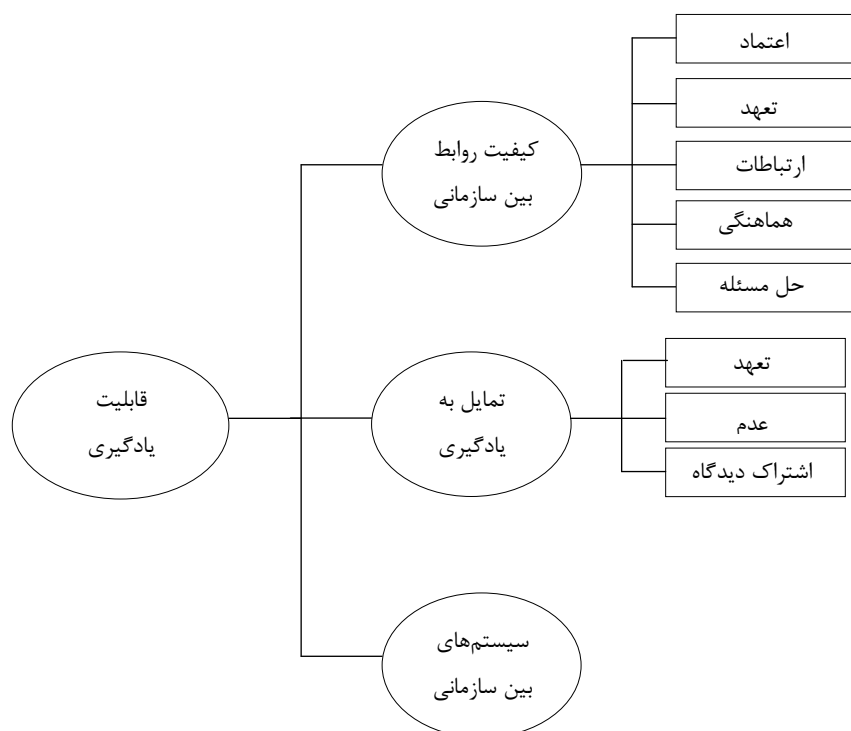 اعتماد
تعهد
ارتباطات
هماهنگی
حل مسئله
کیفیت روابط
بین سازمانی
تعهد
عدم
اشتراک دیدگاه
تمایل به
یادگیری
قابلیت
یادگیری
سیستم‌های
بین سازمانی